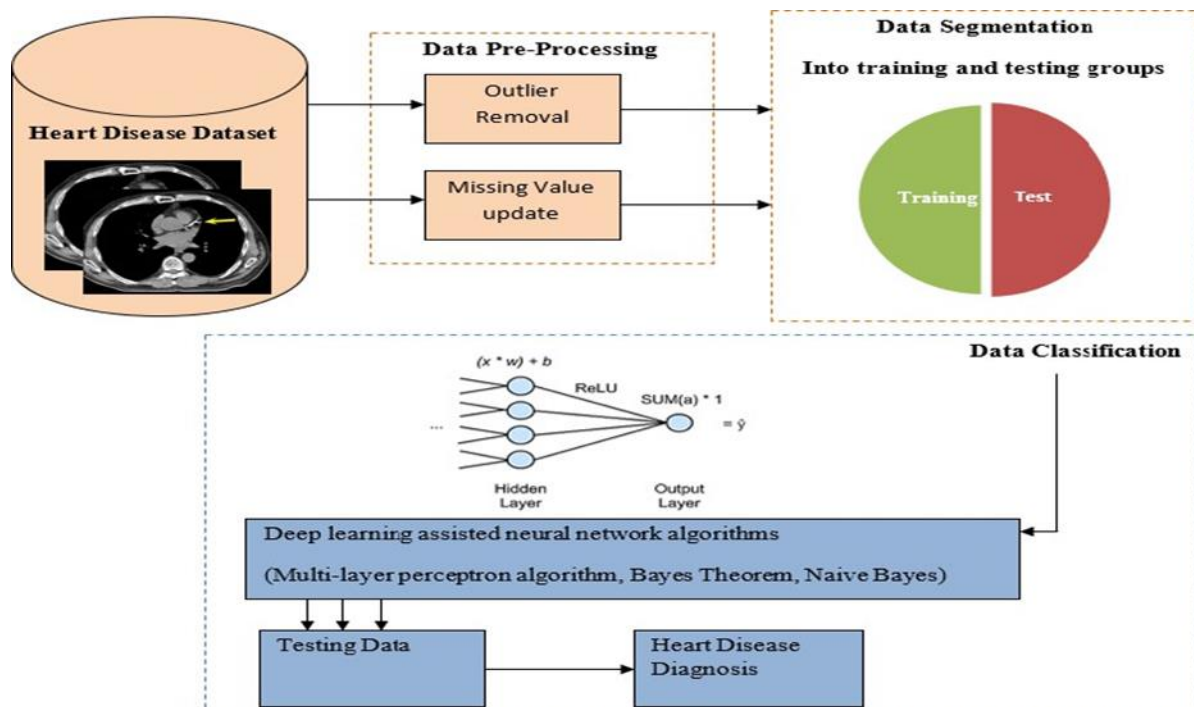 Heart Disease Dataset
Data Pre-Processing
Outlier
Removal
Missing Value
update
Data Segmentation
Into training and testing groups
Training
Test
Data Classification
(x * w) + b
ReLU
SUM(a) * 1
...
= ŷ
Hidden
Layer
Output
Layer
Deep learning assisted neural network algorithms
(Multi-layer perceptron algorithm, Bayes Theorem, Naive Bayes)
Testing Data
Heart Disease
Diagnosis